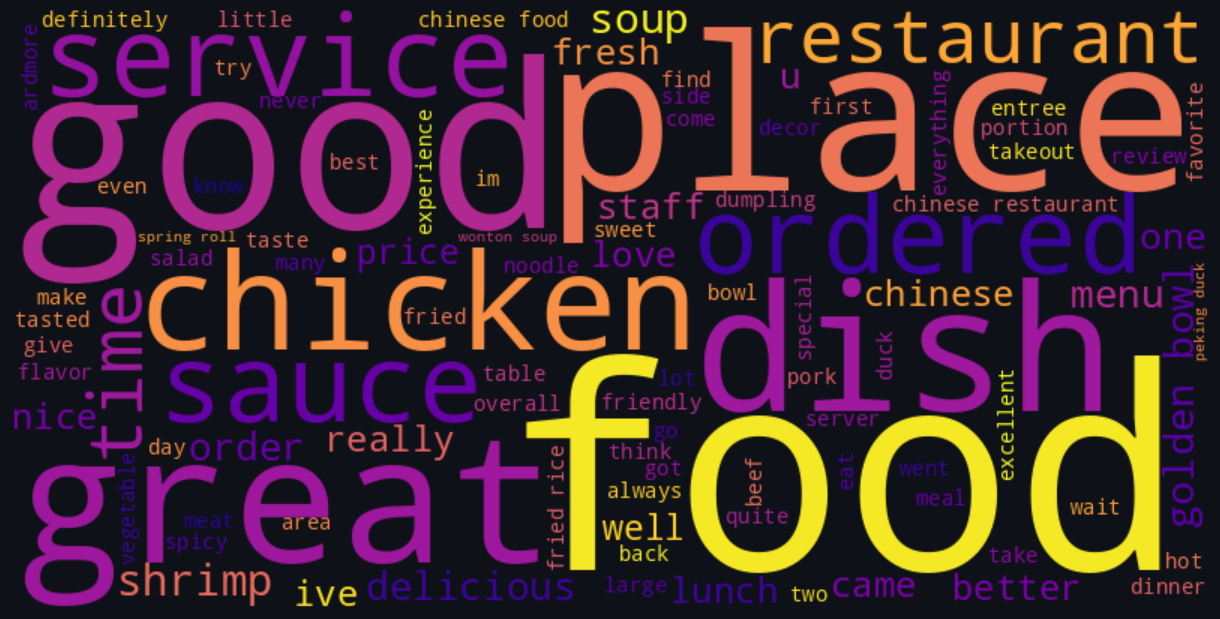 definitely
little
chinese food
soup
restaurant
ardmore
service
try
fresh
place
find
u
first
everything
entree
favorite
never
side
come
decor
portion
takeout
review
good
best
experience
im
even
know
staff
dumpling
chinese restaurant
sweet
ordered
one
spring roll
taste
wonton soup
salad
many
price
noodle
love
make
tasted
give
flavor
time
chicken
fried
bowl
special
chinese
menu
golden bowl
peking duck
dish
duck
pork
sauce
table
overall
lot
friendly
server
excellent
nice
day
order
really
food
go
think
got
always
well
back
great
vegetable
meat
spicy
area
fried rice
beef
quite
eat
went
meal
wait
take
hot
dinner
shrimp
ive
delicious
large
lunch
two
came
better